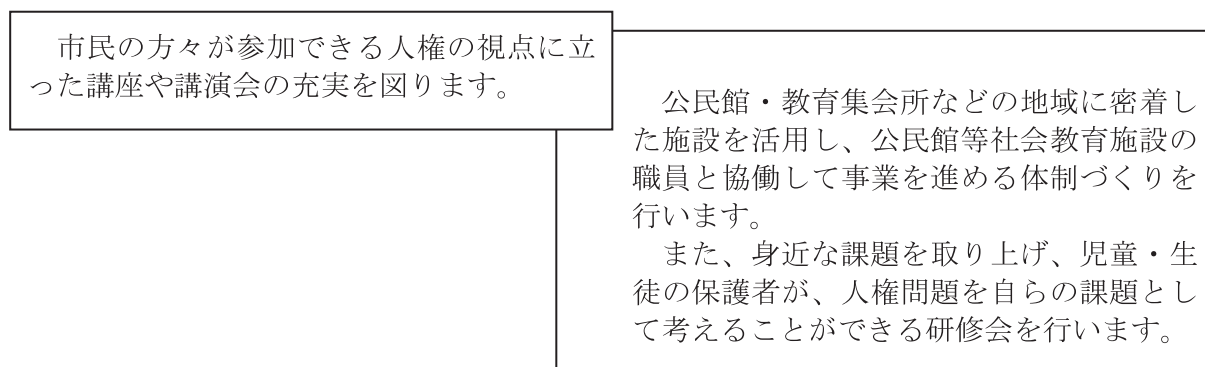 市民の方々が参加できる人権の視点に立
った講座や講演会の充実を図ります。
公民館・教育集会所などの地域に密着し
た施設を活用し、公民館等社会教育施設の
職員と協働して事業を進める体制づくりを
行います。
また、身近な課題を取り上げ、児童・生
徒の保護者が、人権問題を自らの課題とし
て考えることができる研修会を行います。